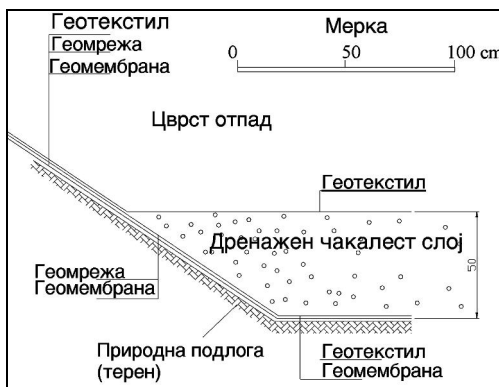 Геотекстил
Геомрежа
Геомембрана
Мерка
0 50 100 cm
Цврст отпад
Геотекстил
Дренажен чакалест слој
50
Геомрежа
Геомембрана
Природна подлога
(терен)
Геотекстил
Геомембрана